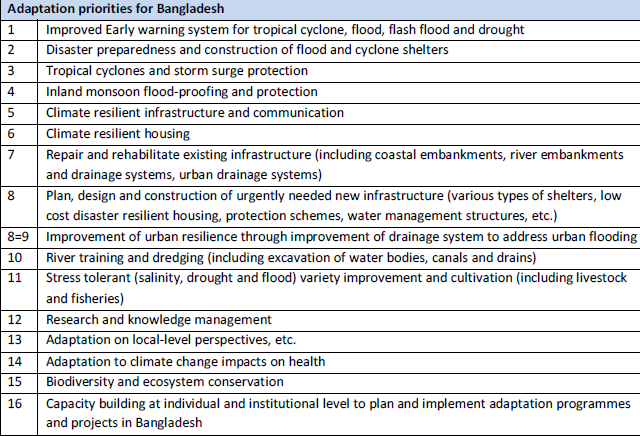 Adaptation priorities for Bangladesh
1 Improved Early warning system for tropical cyclone, flood, flash flood and drought
2 Disaster preparedness and construction of flood and cyclone shelters
3 Tropical cyclones and storm surge protection
4 Inland monsoon flood-proofing and protection
5 Climate resilient infrastructure and communication
6 Climate resilient housing
7 Repair and rehabilitate existing infrastructure (including coastal embankments, river embankments
and drainage systems, urban drainage systems)
8 Plan, design and construction of urgently needed new infrastructure (various types of shelters, low
cost disaster resilient housing, protection schemes, water management structures, etc.)
8=9 Improvement of urban resilience through improvement of drainage system to address urban flooding
10 River training and dredging (including excavation of water bodies, canals and drains)
11 Stress tolerant (salinity, drought and flood) variety improvement and cultivation (including livestock
and fisheries)
12 Research and knowledge management
13 Adaptation on local-level perspectives, etc.
14 Adaptation to climate change impacts on health
15 Biodiversity and ecosystem conservation
16 Capacity building at individual and institutional level to plan and implement adaptation programmes
and projects in Bangladesh